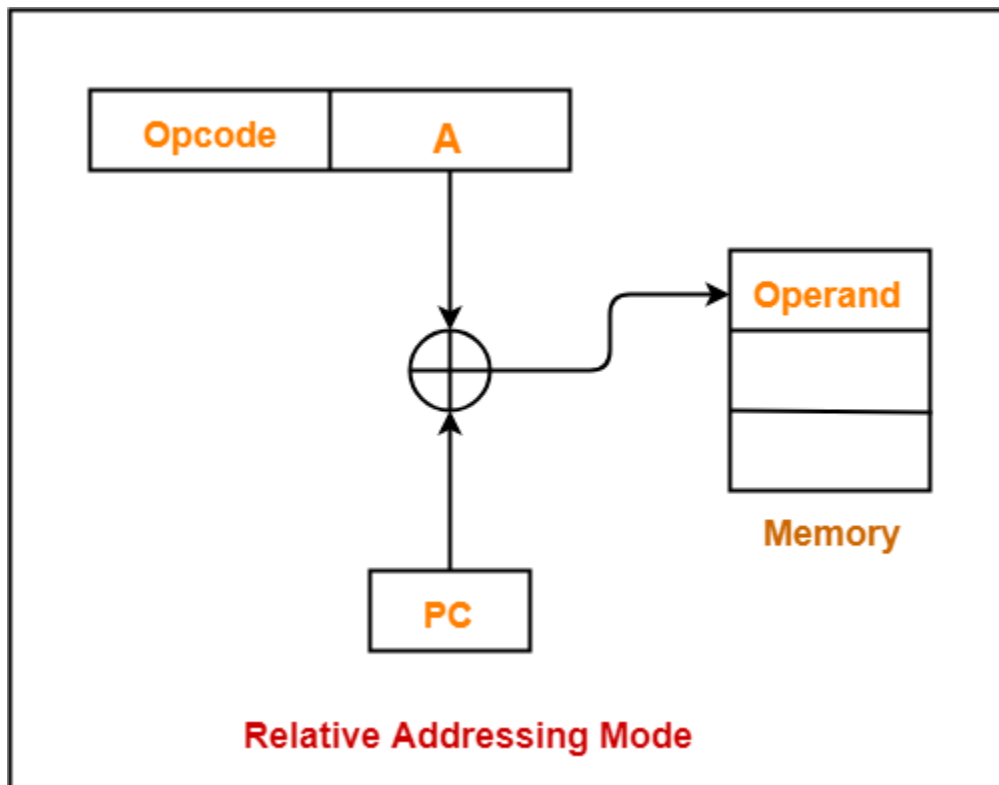 Opcode
A
Operand
Memory
PC
Relative Addressing Mode